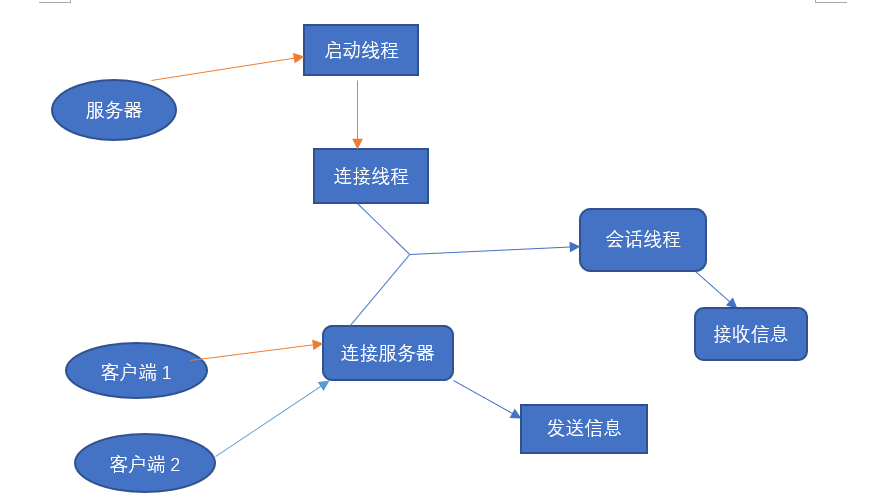 启动线程
服务器
连接线程
会话线程
接收信息
连接服务器
客户端 1
发送信息
客户端 2